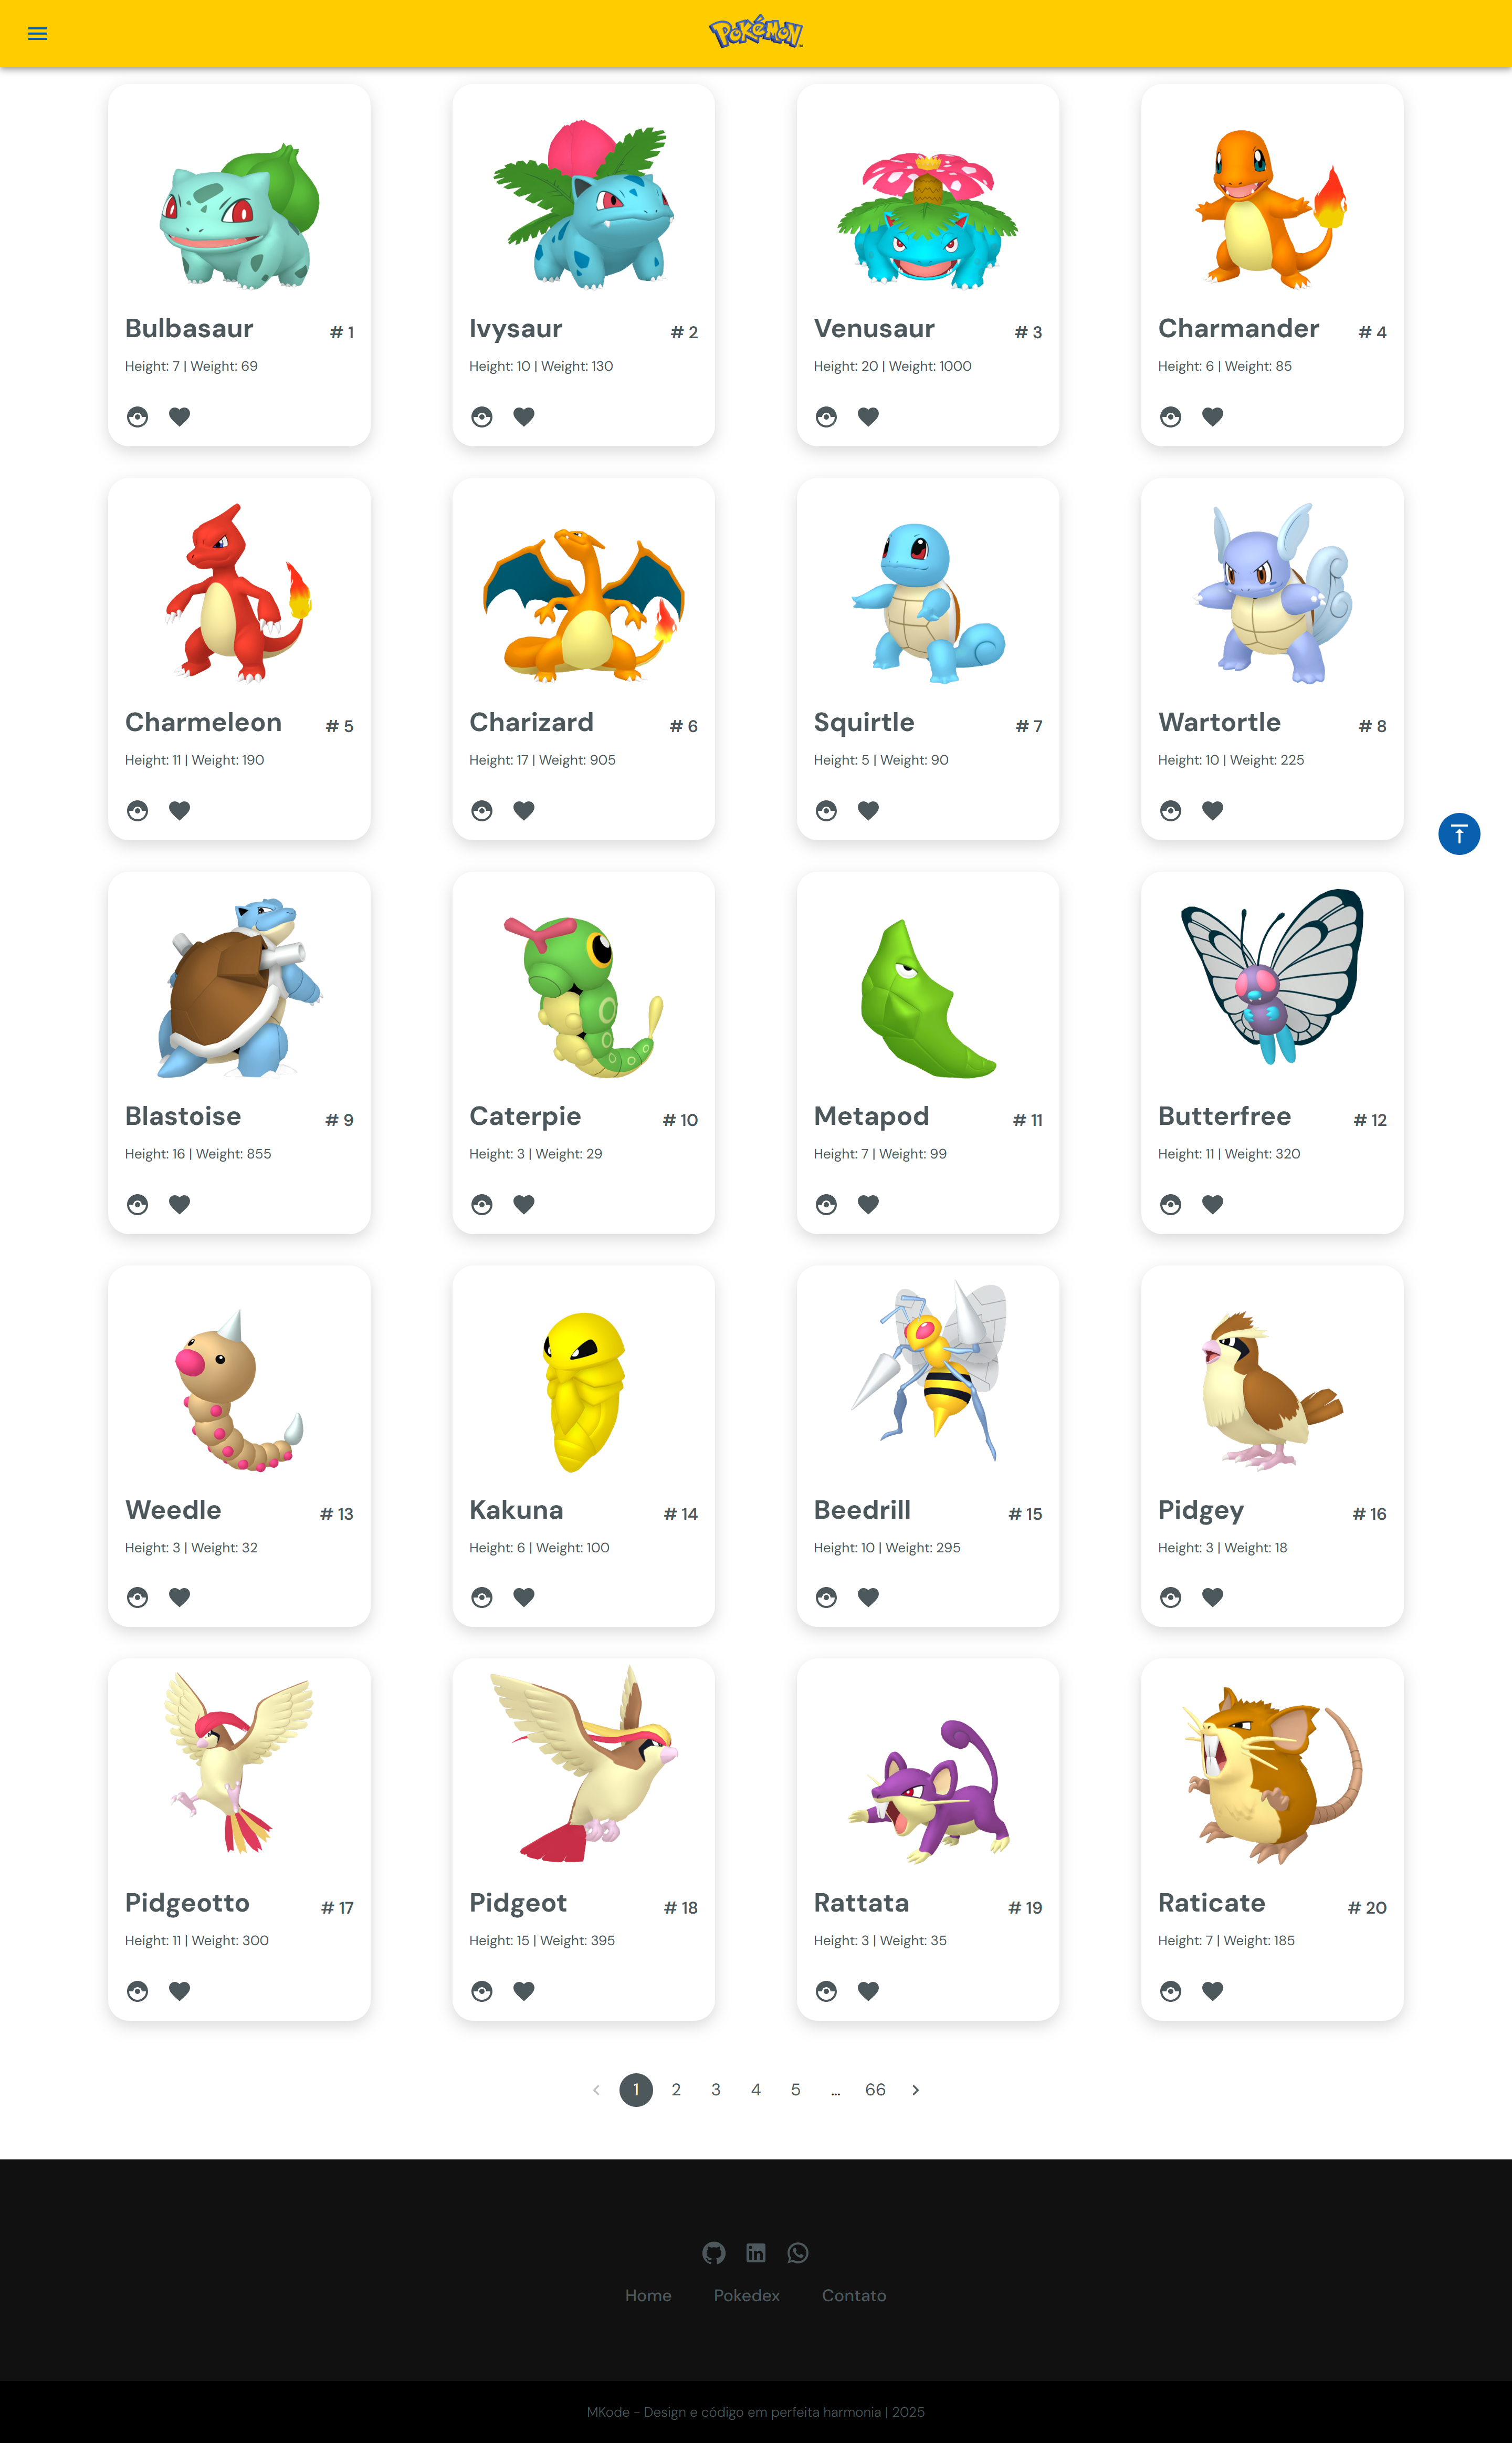 POKéMON
Bulbasaur # 1
Height: 7 | Weight: 69
Ivysaur # 2
Height: 10 | Weight: 130
Venusaur # 3
Height: 20 | Weight: 1000
Charmander # 4
Height: 6 | Weight: 85
Charmeleon # 5
Height: 11 | Weight: 190
Charizard # 6
Height: 17 | Weight: 905
Squirtle # 7
Height: 5 | Weight: 90
Wartortle # 8
Height: 10 | Weight: 225
Blastoise # 9
Height: 16 | Weight: 855
Caterpie # 10
Height: 3 | Weight: 29
Metapod # 11
Height: 7 | Weight: 99
Butterfree # 12
Height: 11 | Weight: 320
Weedle # 13
Height: 3 | Weight: 32
Kakuna # 14
Height: 6 | Weight: 100
Beedrill # 15
Height: 10 | Weight: 295
Pidgey # 16
Height: 3 | Weight: 18
Pidgeotto # 17
Height: 11 | Weight: 300
Pidgeot # 18
Height: 15 | Weight: 395
Rattata # 19
Height: 3 | Weight: 35
Raticate # 20
Height: 7 | Weight: 185
1 2 3 4 5 ... 66
Home Pokedex Contato
MKode - Design e código em perfeita harmonia | 2025